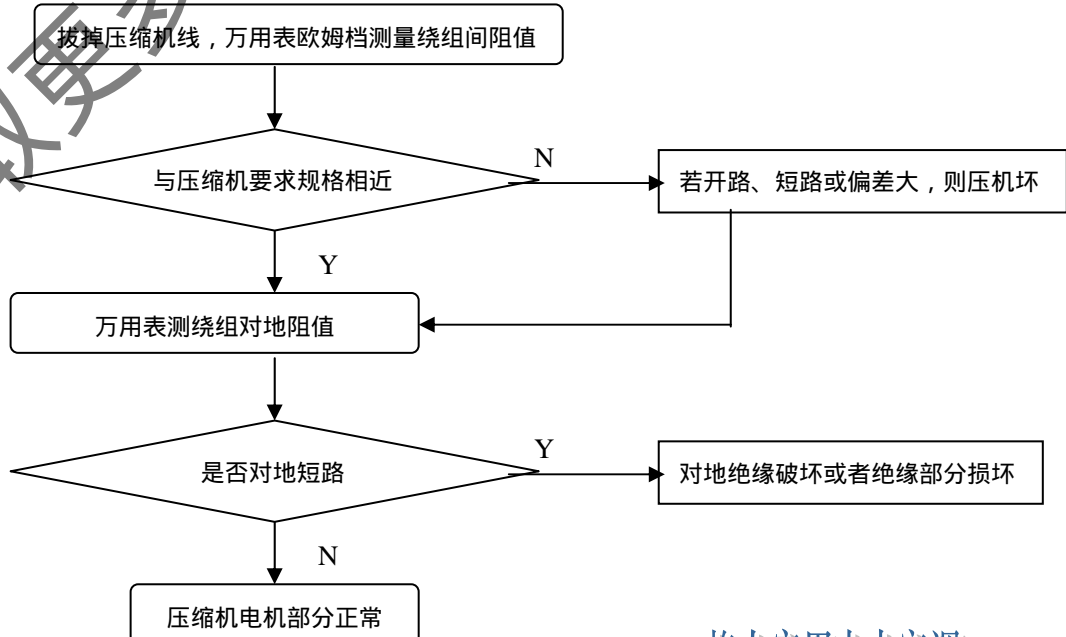 拔掉压缩机线，万用表欧姆档测量绕组间阻值
与压缩机要求规格相近
N
若开路、短路或偏差大，则压机坏
Y
万用表测绕组对地阻值
是否对地短路
Y
对地绝缘破坏或者绝缘部分损坏
N
压缩机电机部分正常